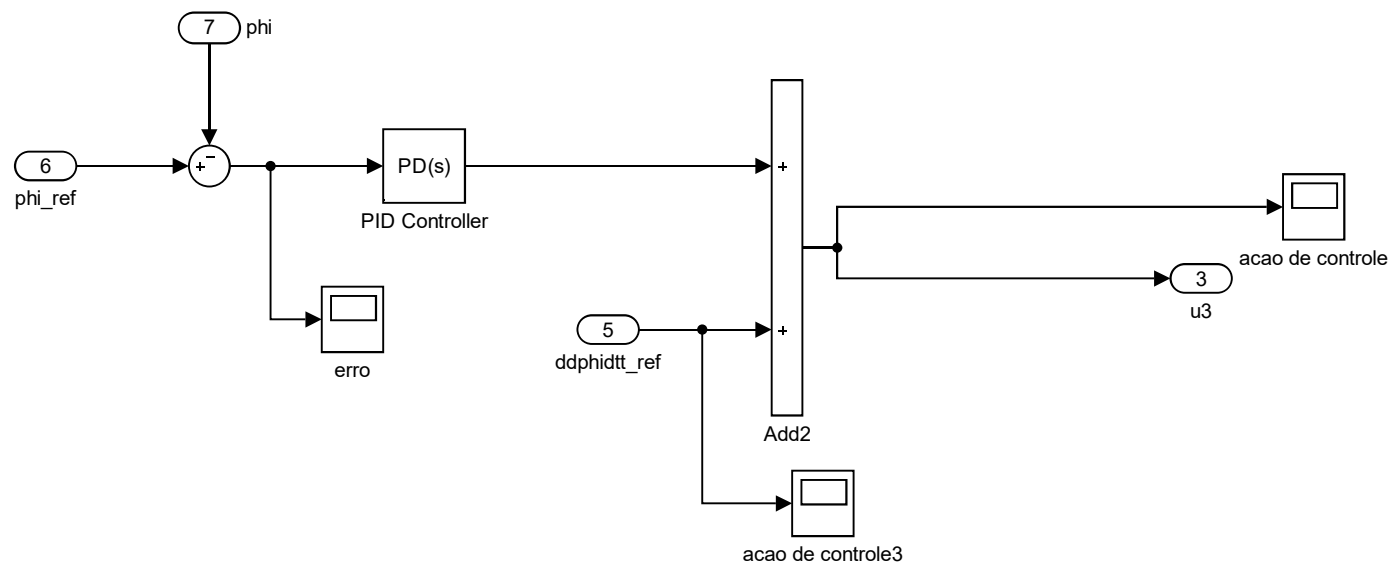 7
phi
6
phi_ref
+
−
PD(s)
PID Controller
erro
5
ddphidtt_ref
+
+
Add2
acao de controle3
acao de controle
3
u3